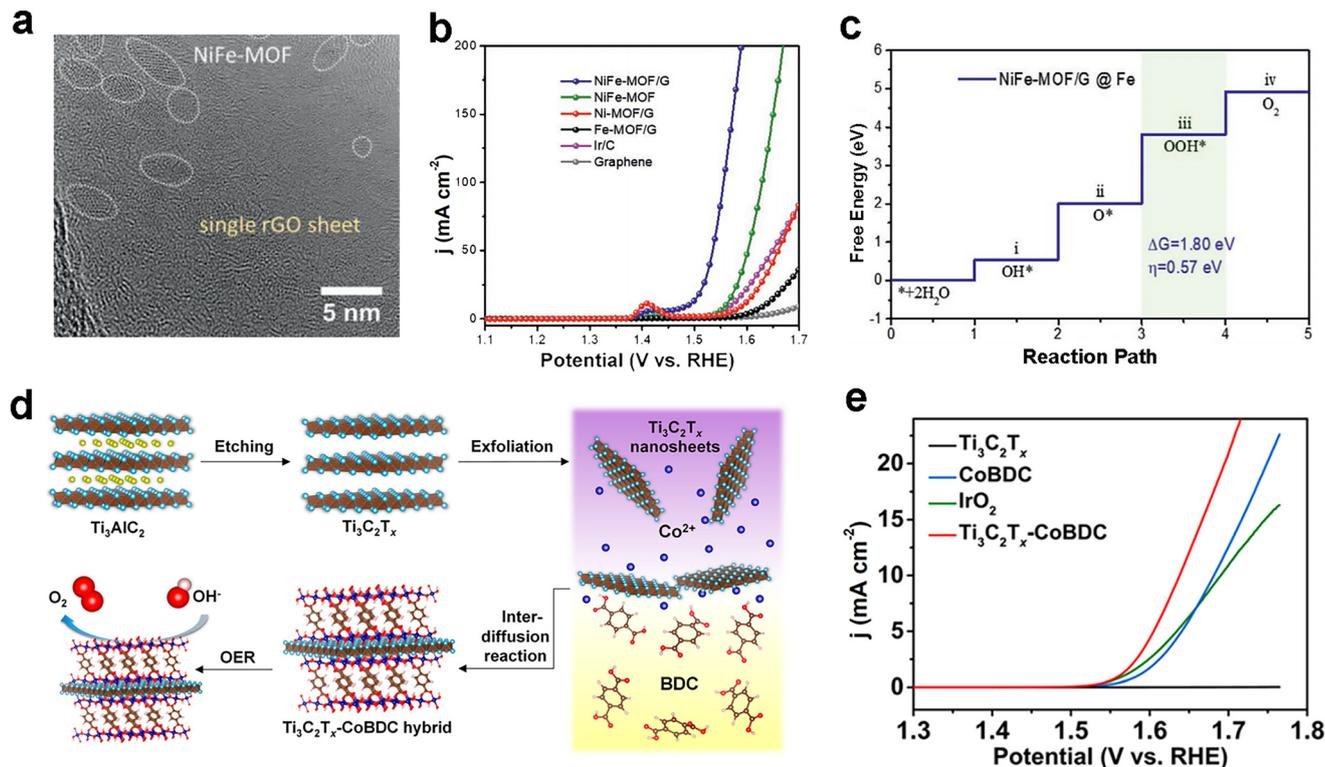 a
NiFe-MOF
single rGO sheet
5 nm
b
200
150
100
50
0
j (mA cm⁻²)
NiFe-MOF/G
NiFe-MOF
Ni-MOF/G
Fe-MOF/G
Ir/C
Graphene
1.1 1.2 1.3 1.4 1.5 1.6 1.7
Potential (V vs. RHE)
c
6
5
4
3
2
1
0
-1
Free Energy (eV)
NiFe-MOF/G @ Fe
iv
O₂
iii
OOH*
ii
O*
i
OH*
*+2H₂O
ΔG=1.80 eV
η=0.57 eV
0 1 2 3 4 5
Reaction Path
d
Ti₃AlC₂
Etching
Ti₃C₂Tₓ
Exfoliation
Ti₃C₂Tₓ
nanosheets
Co²⁺
BDC
Inter-
diffusion
reaction
Ti₃C₂Tₓ-CoBDC hybrid
OER
O₂
OH⁻
e
20
15
10
5
0
j (mA cm⁻²)
Ti₃C₂Tₓ
CoBDC
IrO₂
Ti₃C₂Tₓ-CoBDC
1.3 1.4 1.5 1.6 1.7 1.8
Potential (V vs. RHE)